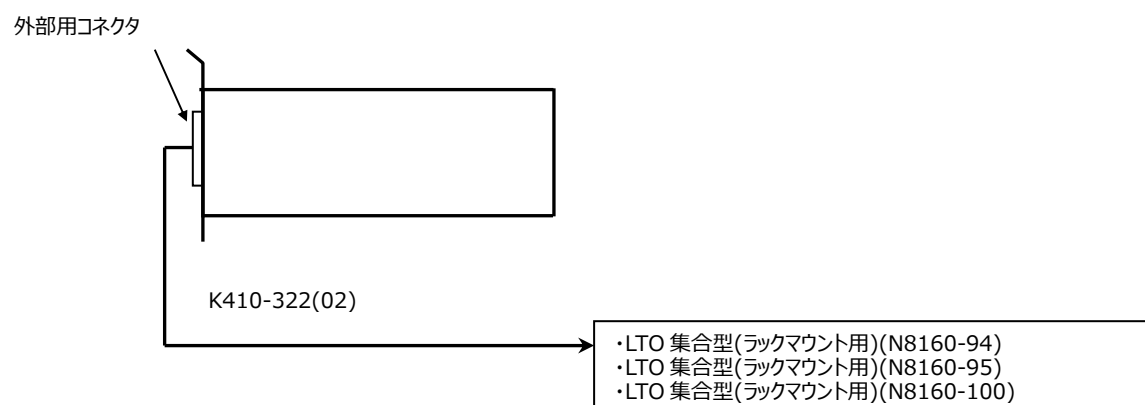 外部用コネクタ
K410-322(02)
・LTO 集合型(ラックマウント用)(N8160-94)
・LTO 集合型(ラックマウント用)(N8160-95)
・LTO 集合型(ラックマウント用)(N8160-100)